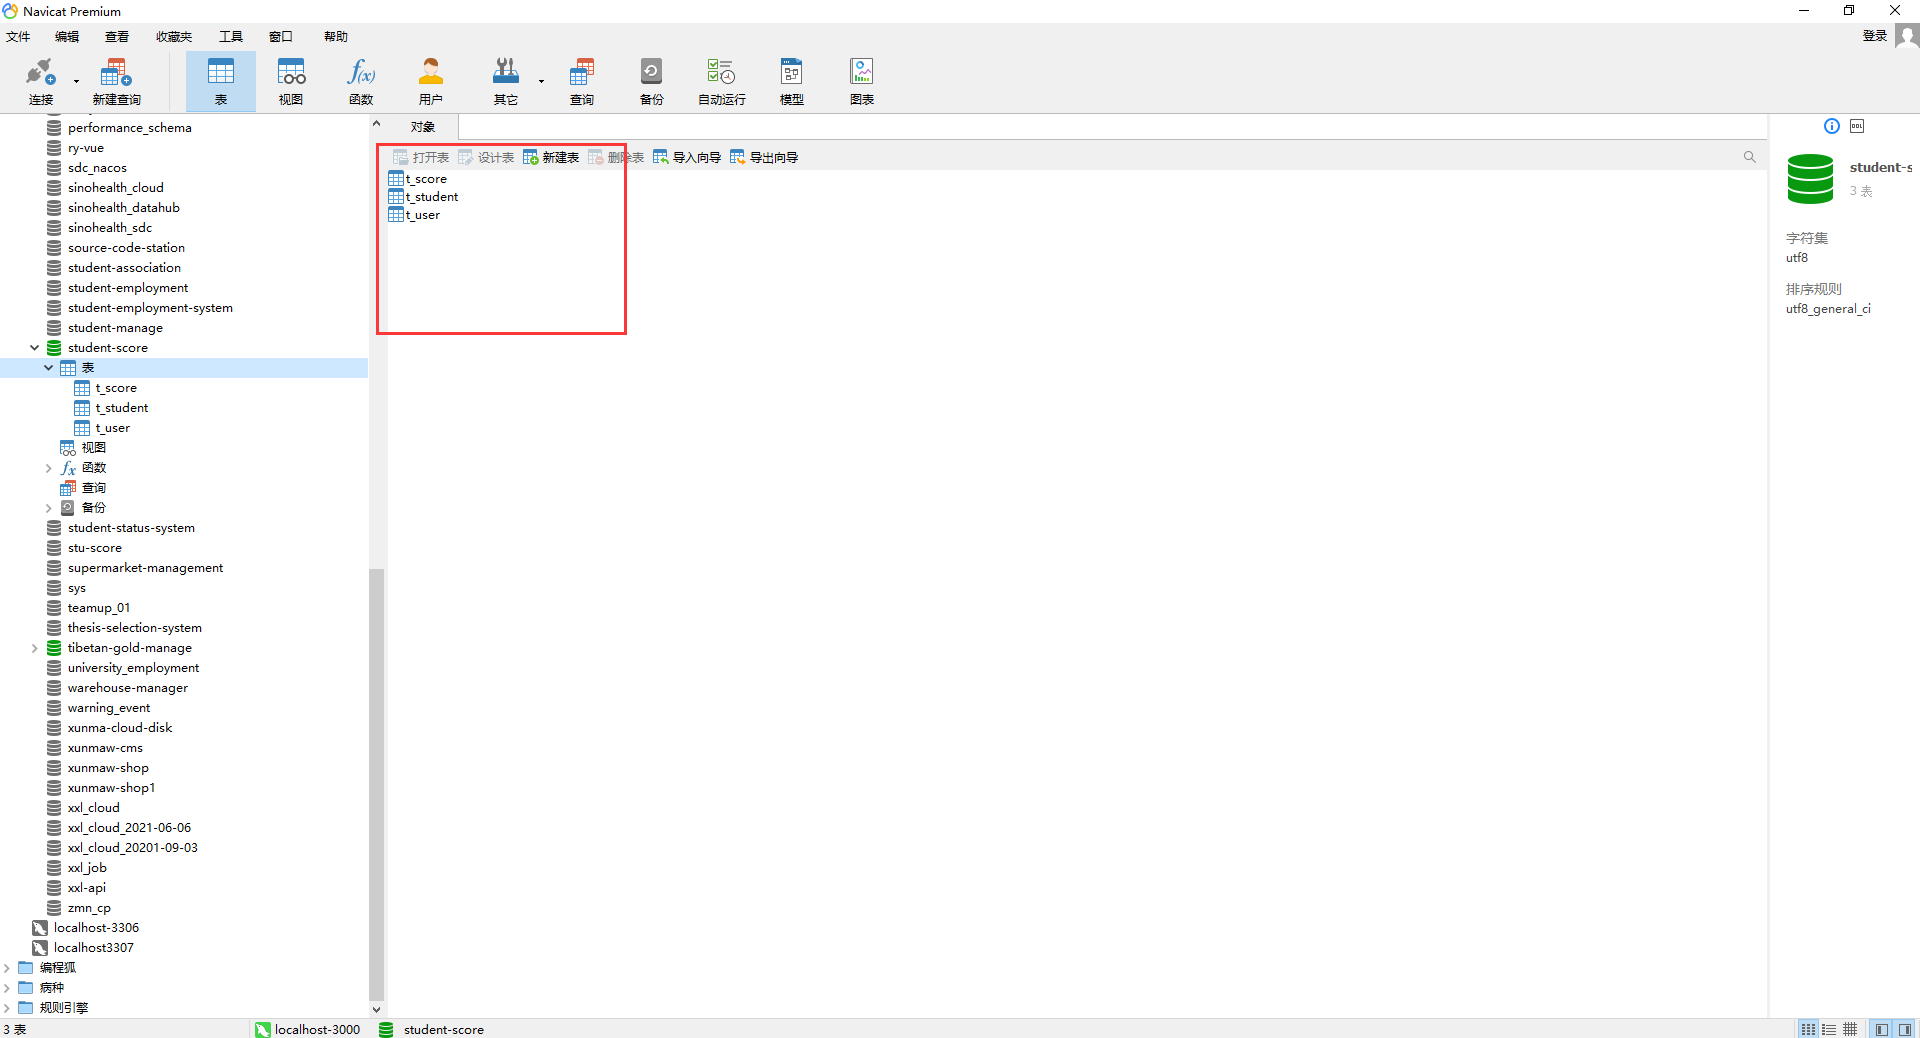 Navicat Premium
文件 编辑 查看 收藏夹 工具 窗口 帮助
登录
连接 新建查询 表 视图 函数 用户 其它 查询 备份 自动运行 模型 图表
performance_schema
ry-vue
sdc_nacos
sinohealth_cloud
sinohealth_datahub
sinohealth_sdc
source-code-station
student-association
student-employment
student-employment-system
student-manage
student-score
表
t_score
t_student
t_user
视图
函数
查询
备份
student-status-system
stu-score
supermarket-management
sys
teamup_01
thesis-selection-system
tibetan-gold-manage
university_employment
warehouse-manager
warning_event
xunma-cloud-disk
xunmaw-cms
xunmaw-shop
xunmaw-shop1
xxl_cloud
xxl_cloud_2021-06-06
xxl_cloud_20201-09-03
xxl_job
xxl-api
zmn_cp
localhost-3306
localhost3307
编程狐
病种
规则引擎
对象
打开表 设计表 新建表 删除表 导入向导 导出向导
t_score
t_student
t_user
DDL
student-s
3 表
字符集
utf8
排序规则
utf8_general_ci
3 表
localhost-3000
student-score